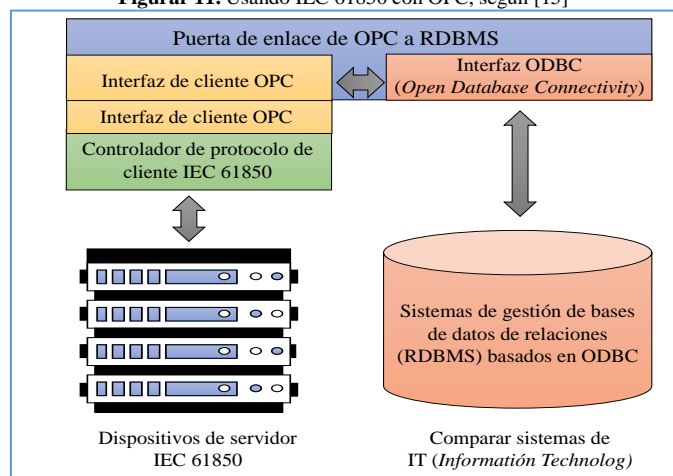 Figurar 11. Usando IEC 61850 con OPC, según [15]
Puerta de enlace de OPC a RDBMS
Interfaz de cliente OPC
Interfaz ODBC
(Open Database Connectivity)
Interfaz de cliente OPC
Controlador de protocolo de
cliente IEC 61850
Sistemas de gestión de bases
de datos de relaciones
(RDBMS) basados en ODBC
Dispositivos de servidor
IEC 61850
Comparar sistemas de
IT (Informatión Technolog)